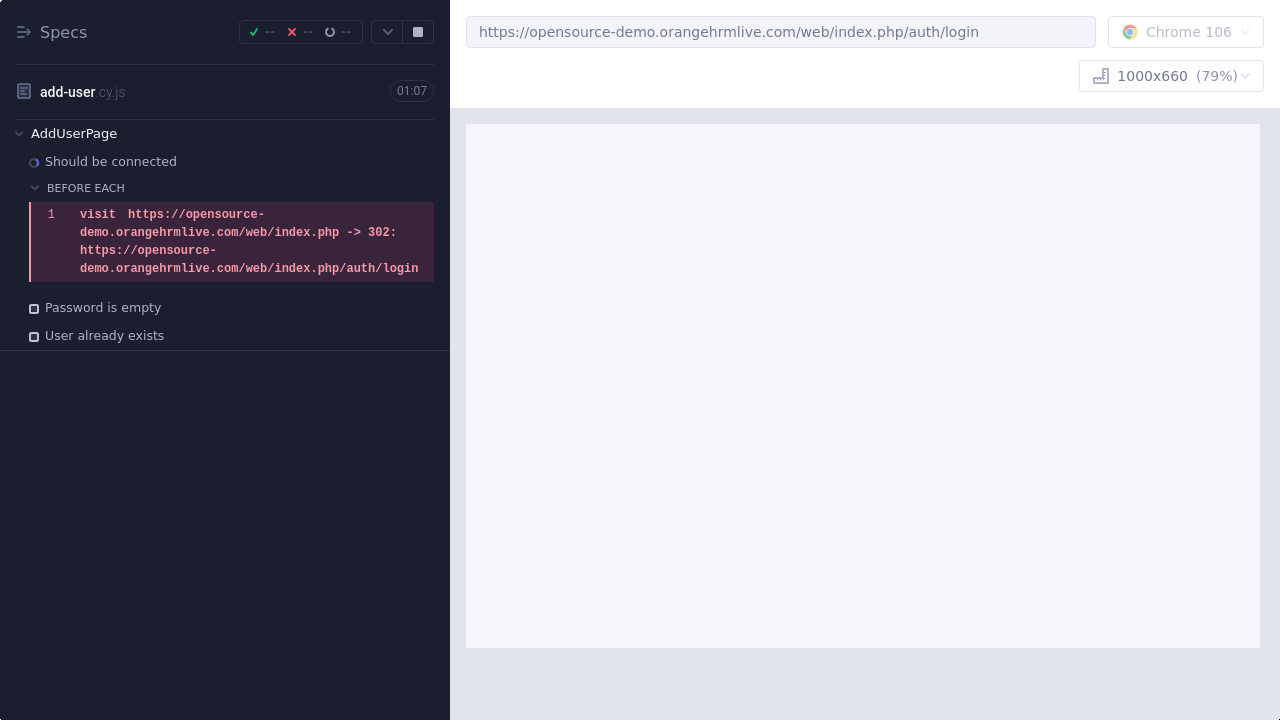 Specs
-- -- --
add-user.cy.js 01:07
AddUserPage
Should be connected
BEFORE EACH
1 visit https://opensource-
demo.orangehrmlive.com/web/index.php -> 302:
https://opensource-
demo.orangehrmlive.com/web/index.php/auth/login
Password is empty
User already exists
https://opensource-demo.orangehrmlive.com/web/index.php/auth/login
Chrome 106
1000x660 (79%)